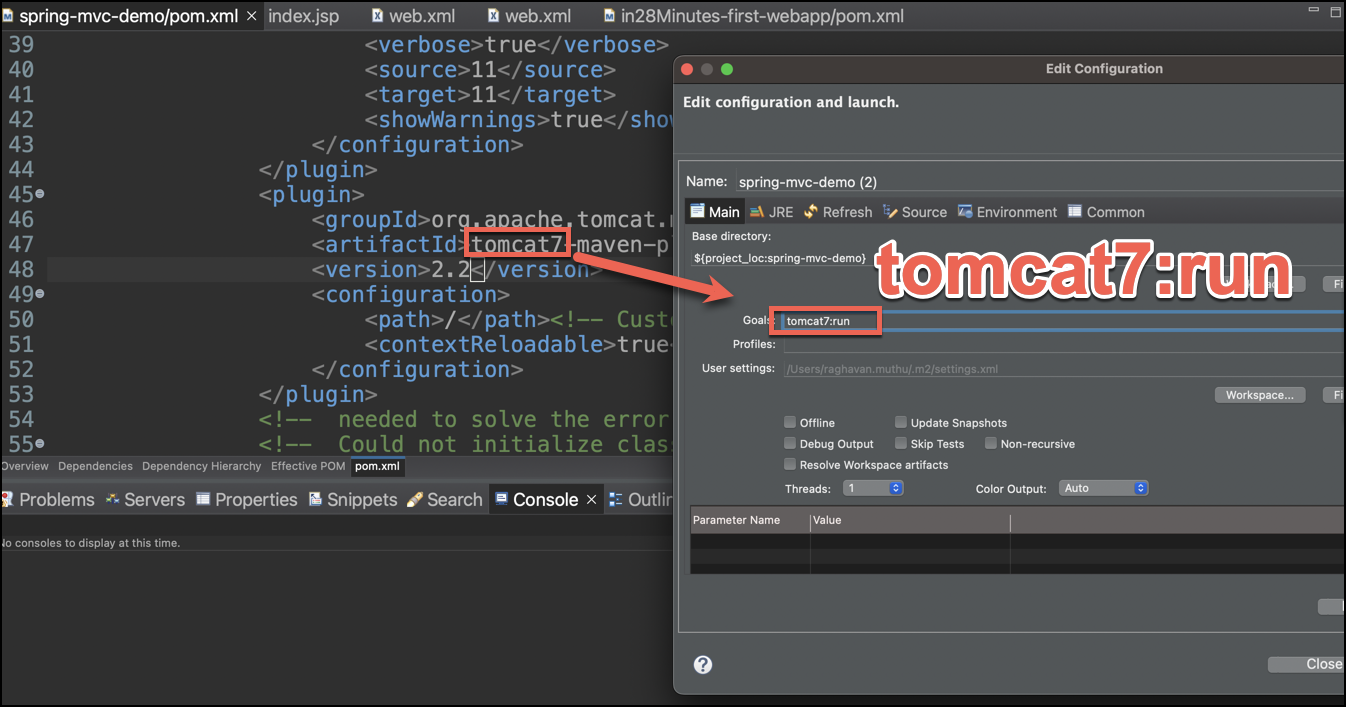 spring-mvc-demo/pom.xml
index.jsp
web.xml
web.xml
in28Minutes-first-webapp/pom.xml
39 <verbose>true</verbose>
40 <source>11</source>
41 <target>11</target>
42 <showWarnings>true</show
43 </configuration>
44 </plugin>
45 <plugin>
46 <groupId>org.apache.tomcat.
47 <artifactId>tomcat7-maven-p
48 <version>2.2</version>
49 <configuration>
50 <path>/</path><!-- Cust
51 <contextReloadable>true
52 </configuration>
53 </plugin>
54 <!-- needed to solve the error
55 <!-- Could not initialize clas
Overview
Dependencies
Dependency Hierarchy
Effective POM
pom.xml
Problems
Servers
Properties
Snippets
Search
Console
Outlin
No consoles to display at this time.
Edit Configuration
Edit configuration and launch.
Name: spring-mvc-demo (2)
Main
JRE
Refresh
Source
Environment
Common
Base directory:
${project_loc:spring-mvc-demo}
tomcat7:run
Goals: tomcat7:run
Profiles:
User settings: /Users/raghavan.muthu/.m2/settings.xml
Workspace...
Offline
Update Snapshots
Debug Output
Skip Tests
Non-recursive
Resolve Workspace artifacts
Threads: 1
Color Output: Auto
Parameter Name
Value
?
Close